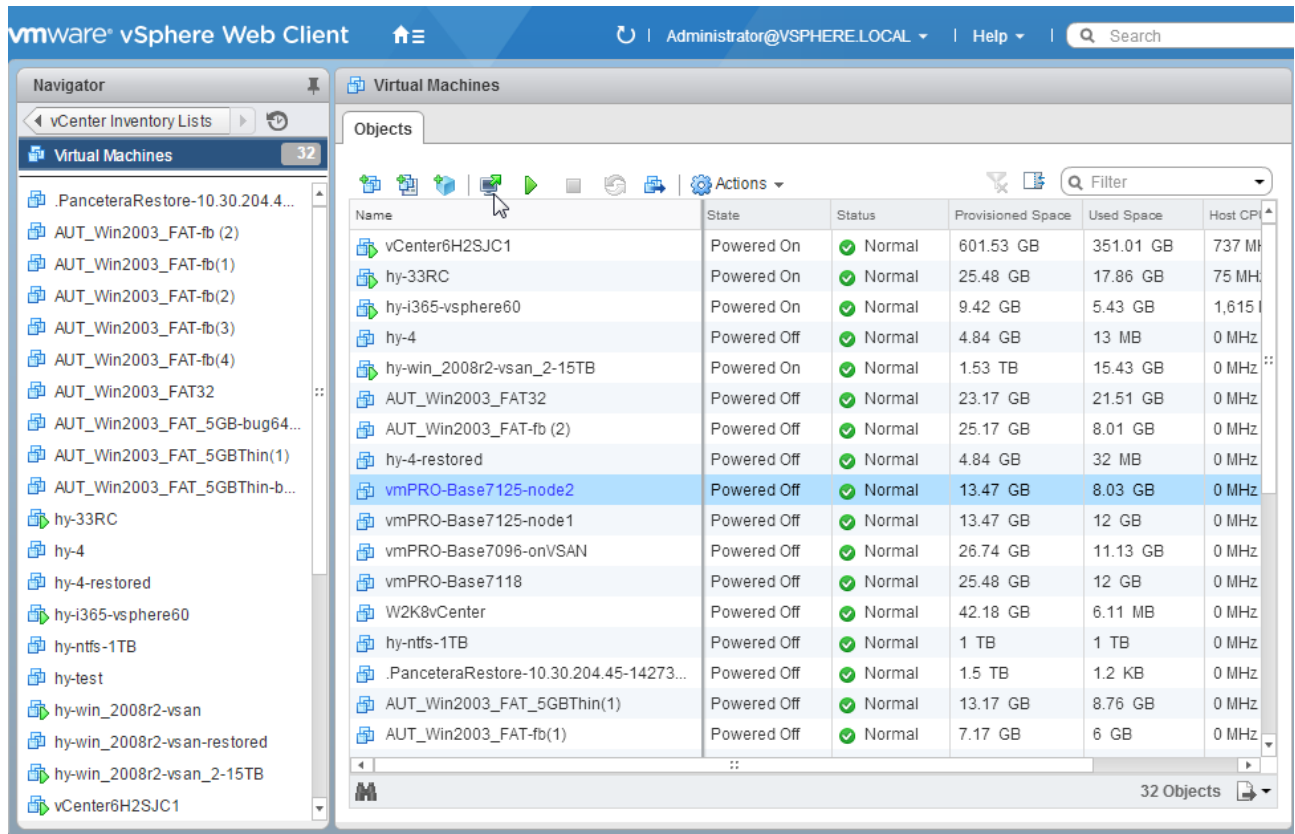 vmware® vSphere Web Client Administrator@VSPHERE.LOCAL Help Search
Navigator
vCenter Inventory Lists
Virtual Machines 32
.PanceteraRestore-10.30.204.4...
AUT_Win2003_FAT-fb (2)
AUT_Win2003_FAT-fb(1)
AUT_Win2003_FAT-fb(2)
AUT_Win2003_FAT-fb(3)
AUT_Win2003_FAT-fb(4)
AUT_Win2003_FAT32
AUT_Win2003_FAT_5GB-bug64...
AUT_Win2003_FAT_5GBThin(1)
AUT_Win2003_FAT_5GBThin-b...
hy-33RC
hy-4
hy-4-restored
hy-i365-vsphere60
hy-ntfs-1TB
hy-test
hy-win_2008r2-vsan
hy-win_2008r2-vsan-restored
hy-win_2008r2-vsan_2-15TB
vCenter6H2SJC1
Virtual Machines
Objects
Actions Filter
Name State Status Provisioned Space Used Space Host CPU
vCenter6H2SJC1 Powered On Normal 601.53 GB 351.01 GB 737 MH
hy-33RC Powered On Normal 25.48 GB 17.86 GB 75 MH
hy-i365-vsphere60 Powered On Normal 9.42 GB 5.43 GB 1,615
hy-4 Powered Off Normal 4.84 GB 13 MB 0 MHz
hy-win_2008r2-vsan_2-15TB Powered Off Normal 1.53 TB 15.43 GB 0 MHz
AUT_Win2003_FAT32 Powered Off Normal 23.17 GB 21.51 GB 0 MHz
AUT_Win2003_FAT-fb (2) Powered Off Normal 25.17 GB 8.01 GB 0 MHz
hy-4-restored Powered Off Normal 4.84 GB 32 MB 0 MHz
vmPRO-Base7125-node2 Powered Off Normal 13.47 GB 8.03 GB 0 MHz
vmPRO-Base7125-node1 Powered Off Normal 13.47 GB 12 GB 0 MHz
vmPRO-Base7096-onVSAN Powered Off Normal 26.74 GB 11.13 GB 0 MHz
vmPRO-Base7118 Powered Off Normal 25.48 GB 12 GB 0 MHz
W2K8vCenter Powered Off Normal 42.18 GB 6.11 MB 0 MHz
hy-ntfs-1TB Powered Off Normal 1 TB 1 TB 0 MHz
.PanceteraRestore-10.30.204.45-14273... Powered Off Normal 1.5 TB 1.2 KB 0 MHz
AUT_Win2003_FAT_5GBThin(1) Powered Off Normal 13.17 GB 8.76 GB 0 MHz
AUT_Win2003_FAT-fb(1) Powered Off Normal 7.17 GB 6 GB 0 MHz
32 Objects